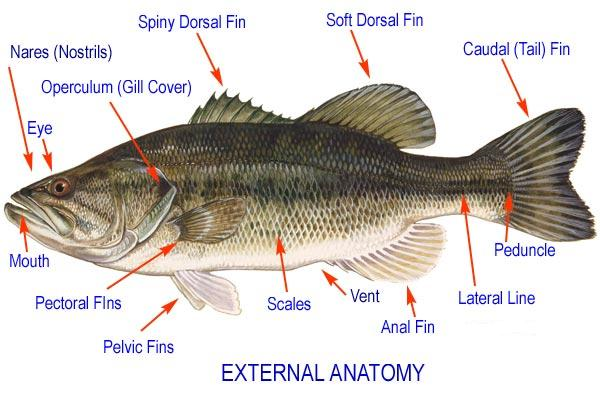 Spiny Dorsal Fin
Soft Dorsal Fin
Caudal (Tail) Fin
Nares (Nostrils)
Operculum (Gill Cover)
Eye
Mouth
Peduncle
Pectoral FIns
Scales
Vent
Lateral Line
Anal Fin
Pelvic Fins
EXTERNAL ANATOMY